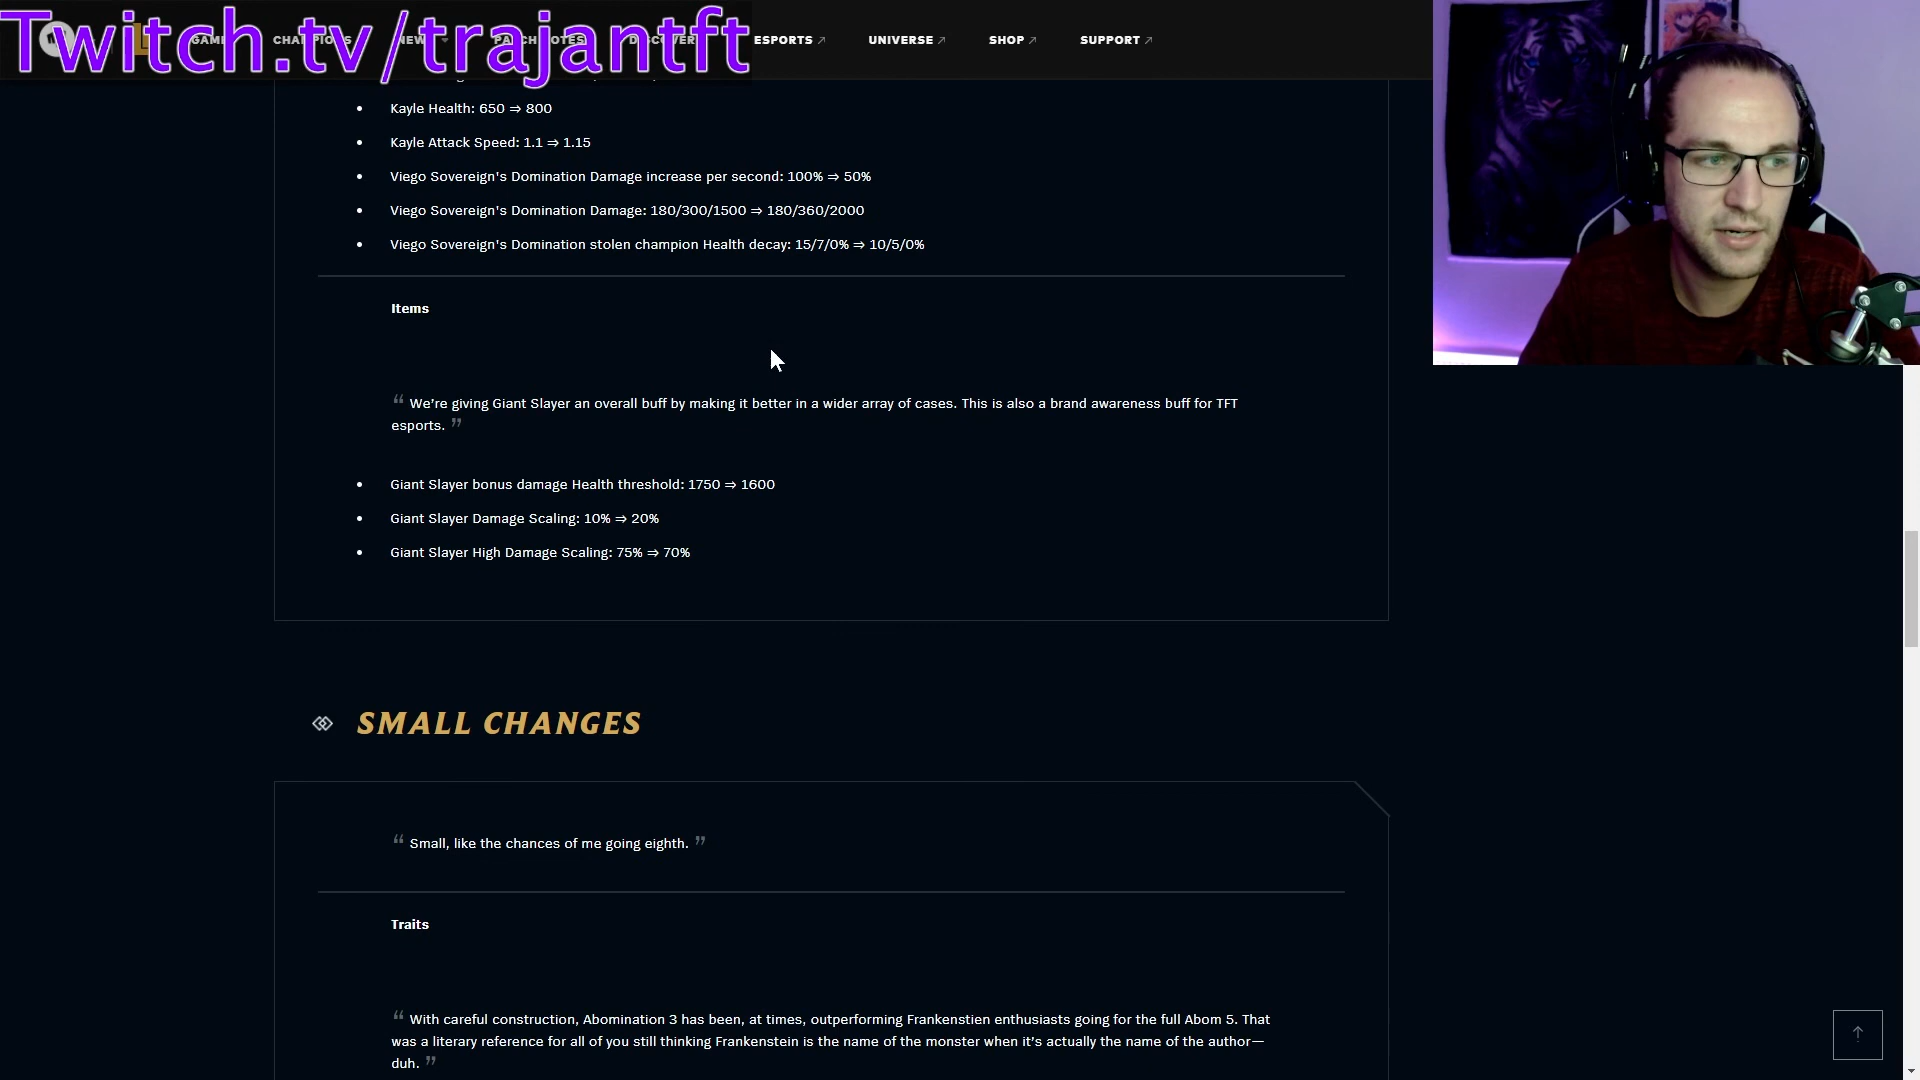 Twitch.tv/trajantft
ESPORTS UNIVERSE SHOP SUPPORT
Kayle Health: 650 ⇒ 800
Kayle Attack Speed: 1.1 ⇒ 1.15
Viego Sovereign's Domination Damage increase per second: 100% ⇒ 50%
Viego Sovereign's Domination Damage: 180/300/1500 ⇒ 180/360/2000
Viego Sovereign's Domination stolen champion Health decay: 15/7/0% ⇒ 10/5/0%
Items
“ We're giving Giant Slayer an overall buff by making it better in a wider array of cases. This is also a brand awareness buff for TFT
esports. ”
Giant Slayer bonus damage Health threshold: 1750 ⇒ 1600
Giant Slayer Damage Scaling: 10% ⇒ 20%
Giant Slayer High Damage Scaling: 75% ⇒ 70%
SMALL CHANGES
“ Small, like the chances of me going eighth. ”
Traits
“ With careful construction, Abomination 3 has been, at times, outperforming Frankenstien enthusiasts going for the full Abom 5. That
was a literary reference for all of you still thinking Frankenstein is the name of the monster when it's actually the name of the author—
duh. ”